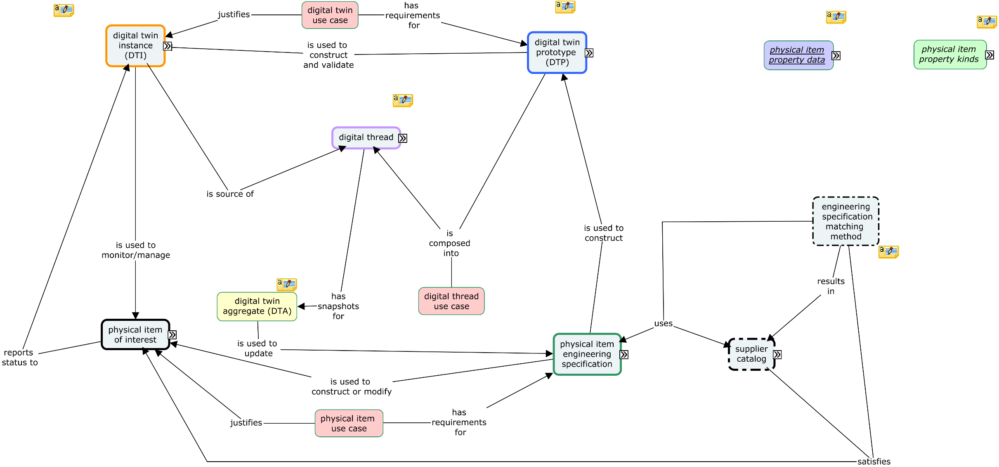 justifies
digital twin
use case
has
requirements
for
digital twin
instance
(DTI)
is used to
construct
and validate
digital twin
prototype
(DTP)
physical item
property data
physical item
property kinds
digital thread
is source of
is used to
monitor/manage
is
composed
into
is used to
construct
engineering
specification
matching
method
results
in
digital twin
aggregate (DTA)
has
snapshots
for
digital thread
use case
uses
physical item
of interest
reports
status to
is used to
update
physical item
engineering
specification
supplier
catalog
is used to
construct or modify
justifies
physical item
use case
has
requirements
for
satisfies